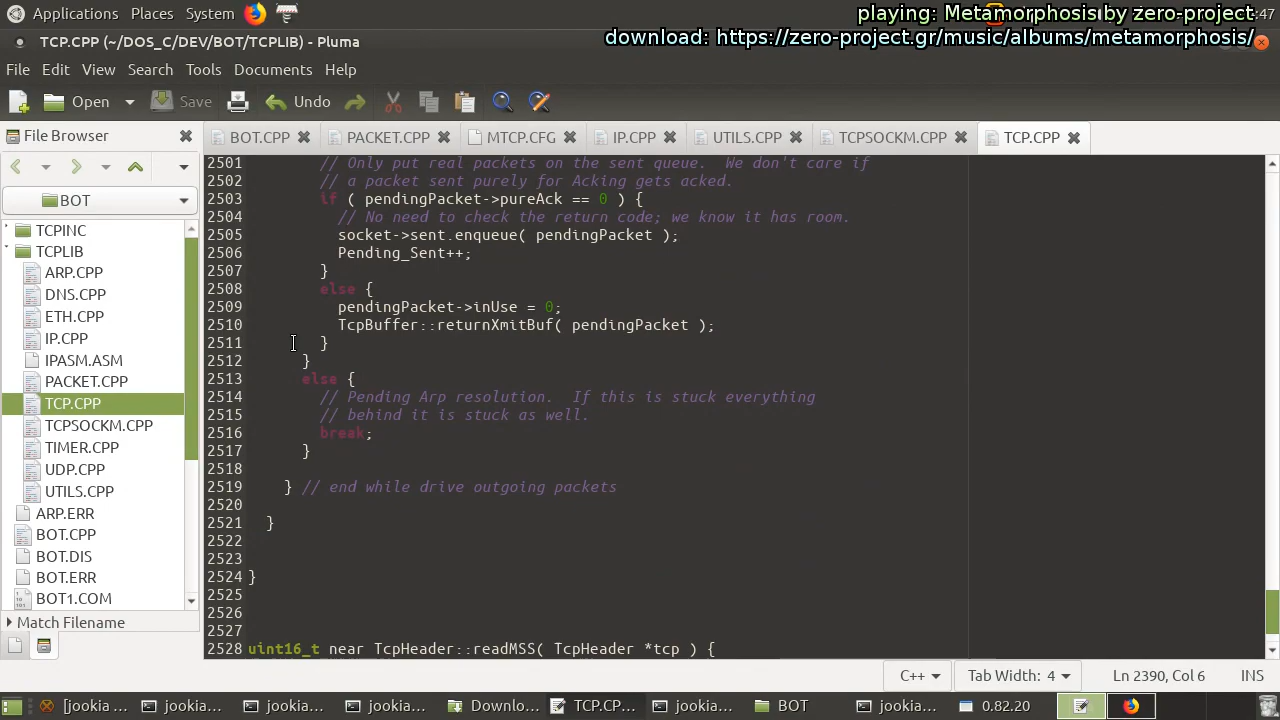 Applications Places System
playing: Metamorphosis by zero-project
:47
download: https://zero-project.gr/music/albums/metamorphosis/
TCP.CPP (~/DOS_C/DEV/BOT/TCPLIB) - Pluma
File Edit View Search Tools Documents Help
Open Save Undo
File Browser
BOT.CPP PACKET.CPP MTCP.CFG IP.CPP UTILS.CPP TCPSOCKM.CPP TCP.CPP
BOT
TCPINC
TCPLIB
ARP.CPP
DNS.CPP
ETH.CPP
IP.CPP
IPASM.ASM
PACKET.CPP
TCP.CPP
TCPSOCKM.CPP
TIMER.CPP
UDP.CPP
UTILS.CPP
ARP.ERR
BOT.CPP
BOT.DIS
BOT.ERR
BOT1.COM
Match Filename
2501 // Only put real packets on the sent queue.  We don't care if
2502 // a packet sent purely for Acking gets acked.
2503 if ( pendingPacket->pureAck == 0 ) {
2504 // No need to check the return code; we know it has room.
2505 socket->sent.enqueue( pendingPacket );
2506 Pending_Sent++;
2507 }
2508 else {
2509 pendingPacket->inUse = 0;
2510 TcpBuffer::returnXmitBuf( pendingPacket );
2511 }
2512 }
2513 else {
2514 // Pending Arp resolution.  If this is stuck everything
2515 // behind it is stuck as well.
2516 break;
2517 }
2518
2519 } // end while drive outgoing packets
2520
2521 }
2522
2523
2524 }
2525
2526
2527
2528 uint16_t near TcpHeader::readMSS( TcpHeader *tcp ) {
C++ Tab Width: 4 Ln 2390, Col 6 INS
[jookia ... jookia... jookia... jookia... Downlo... TCP.CP... jookia... BOT jookia... 0.82.20